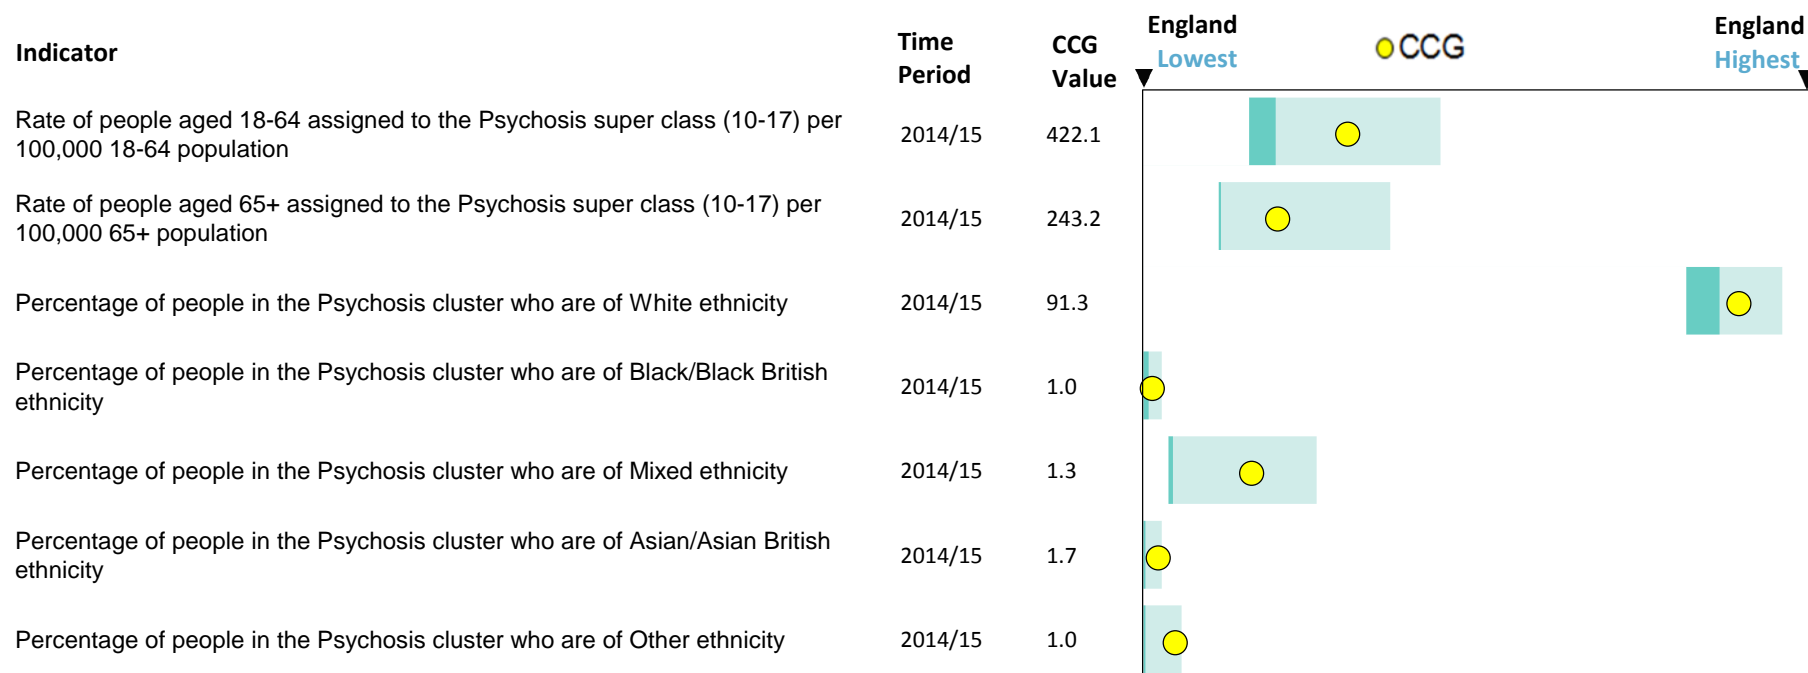 Indicator
Time
Period
CCG
Value
England
Lowest
CCG
England
Highest
Rate of people aged 18-64 assigned to the Psychosis super class (10-17) per
100,000 18-64 population
2014/15
422.1
Rate of people aged 65+ assigned to the Psychosis super class (10-17) per
100,000 65+ population
2014/15
243.2
Percentage of people in the Psychosis cluster who are of White ethnicity
2014/15
91.3
Percentage of people in the Psychosis cluster who are of Black/Black British
ethnicity
2014/15
1.0
Percentage of people in the Psychosis cluster who are of Mixed ethnicity
2014/15
1.3
Percentage of people in the Psychosis cluster who are of Asian/Asian British
ethnicity
2014/15
1.7
Percentage of people in the Psychosis cluster who are of Other ethnicity
2014/15
1.0